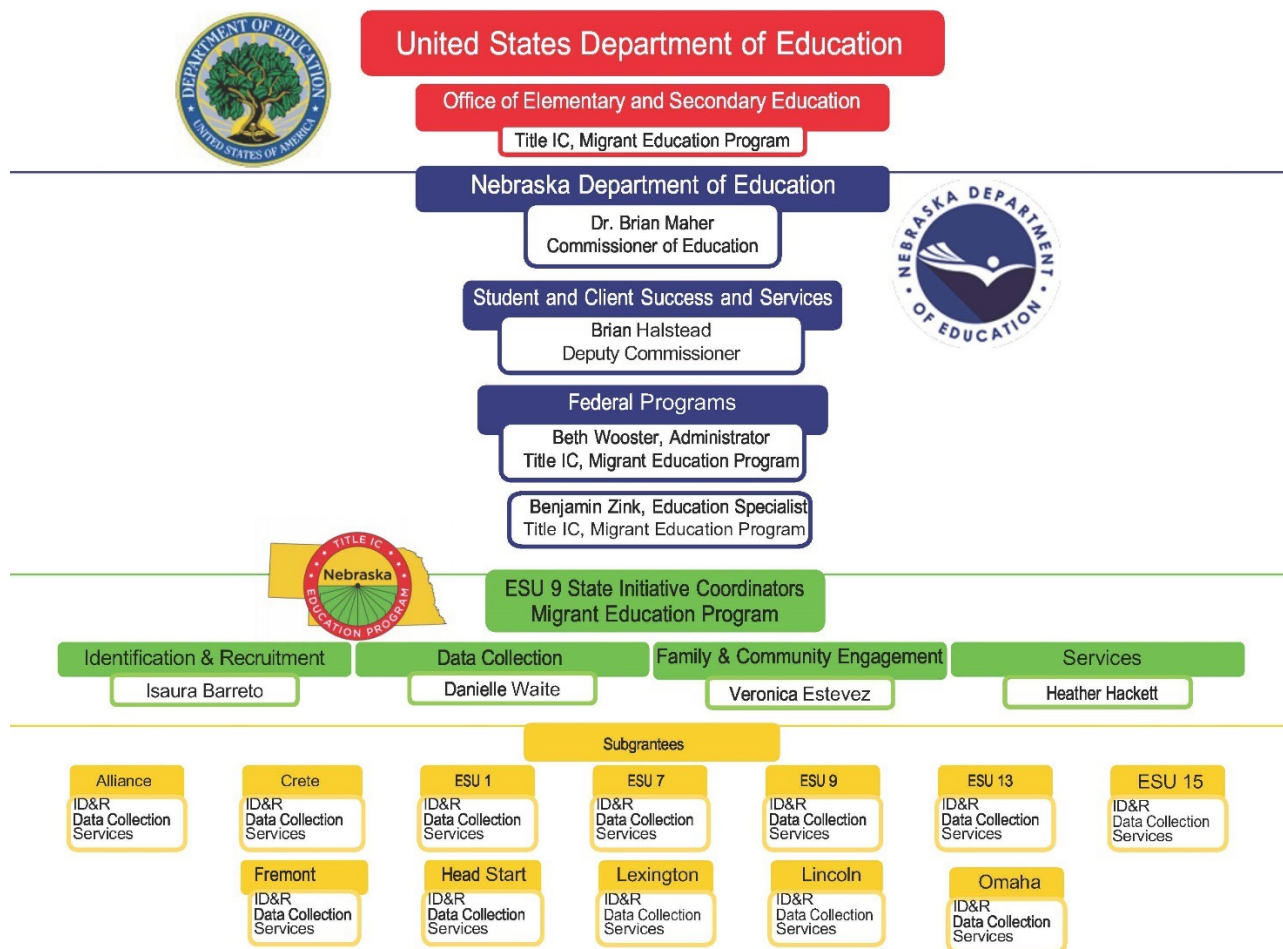 DEPARTMENT OF EDUCATION
UNITED STATES OF AMERICA
United States Department of Education
Office of Elementary and Secondary Education
Title IC, Migrant Education Program
Nebraska Department of Education
Dr. Brian Maher
Commissioner of Education
NEBRASKA DEPARTMENT
OF EDUCATION
Student and Client Success and Services
Brian Halstead
Deputy Commissioner
Federal Programs
Beth Wooster, Administrator
Title IC, Migrant Education Program
Benjamin Zink, Education Specialist
Title IC, Migrant Education Program
TITLE IC
Nebraska
EDUCATION PROGRAM
ESU 9 State Initiative Coordinators
Migrant Education Program
Identification & Recruitment
Isaura Barreto
Data Collection
Danielle Waite
Family & Community Engagement
Veronica Estevez
Services
Heather Hackett
Subgrantees
Alliance
ID&R
Data Collection
Services
Crete
ID&R
Data Collection
Services
ESU 1
ID&R
Data Collection
Services
ESU 7
ID&R
Data Collection
Services
ESU 9
ID&R
Data Collection
Services
ESU 13
ID&R
Data Collection
Services
ESU 15
ID&R
Data Collection
Services
Fremont
ID&R
Data Collection
Services
Head Start
ID&R
Data Collection
Services
Lexington
ID&R
Data Collection
Services
Lincoln
ID&R
Data Collection
Services
Omaha
ID&R
Data Collection
Services